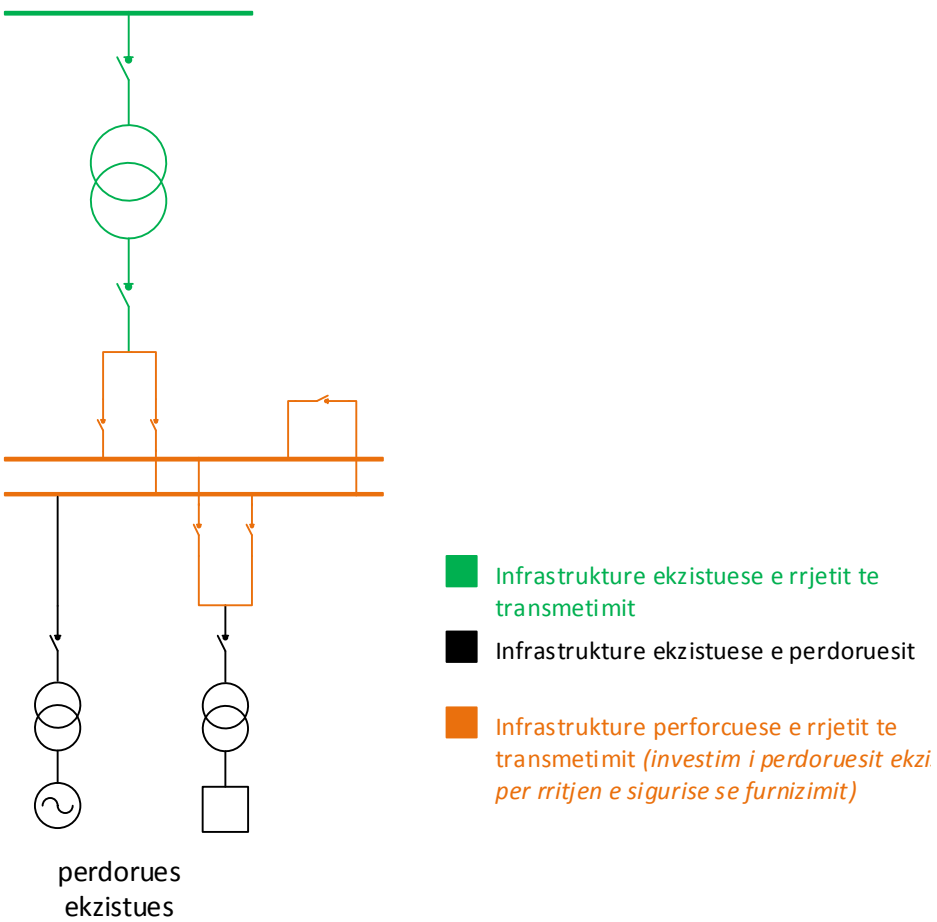 Infrastrukture ekzistuese e rrjetit te
transmetimit
Infrastrukture ekzistuese e perdoruesit
Infrastrukture perforcuese e rrjetit te
transmetimit (investim i perdoruesit
per rritjen e sigurise se furnizimit)
perdorues
ekzistues